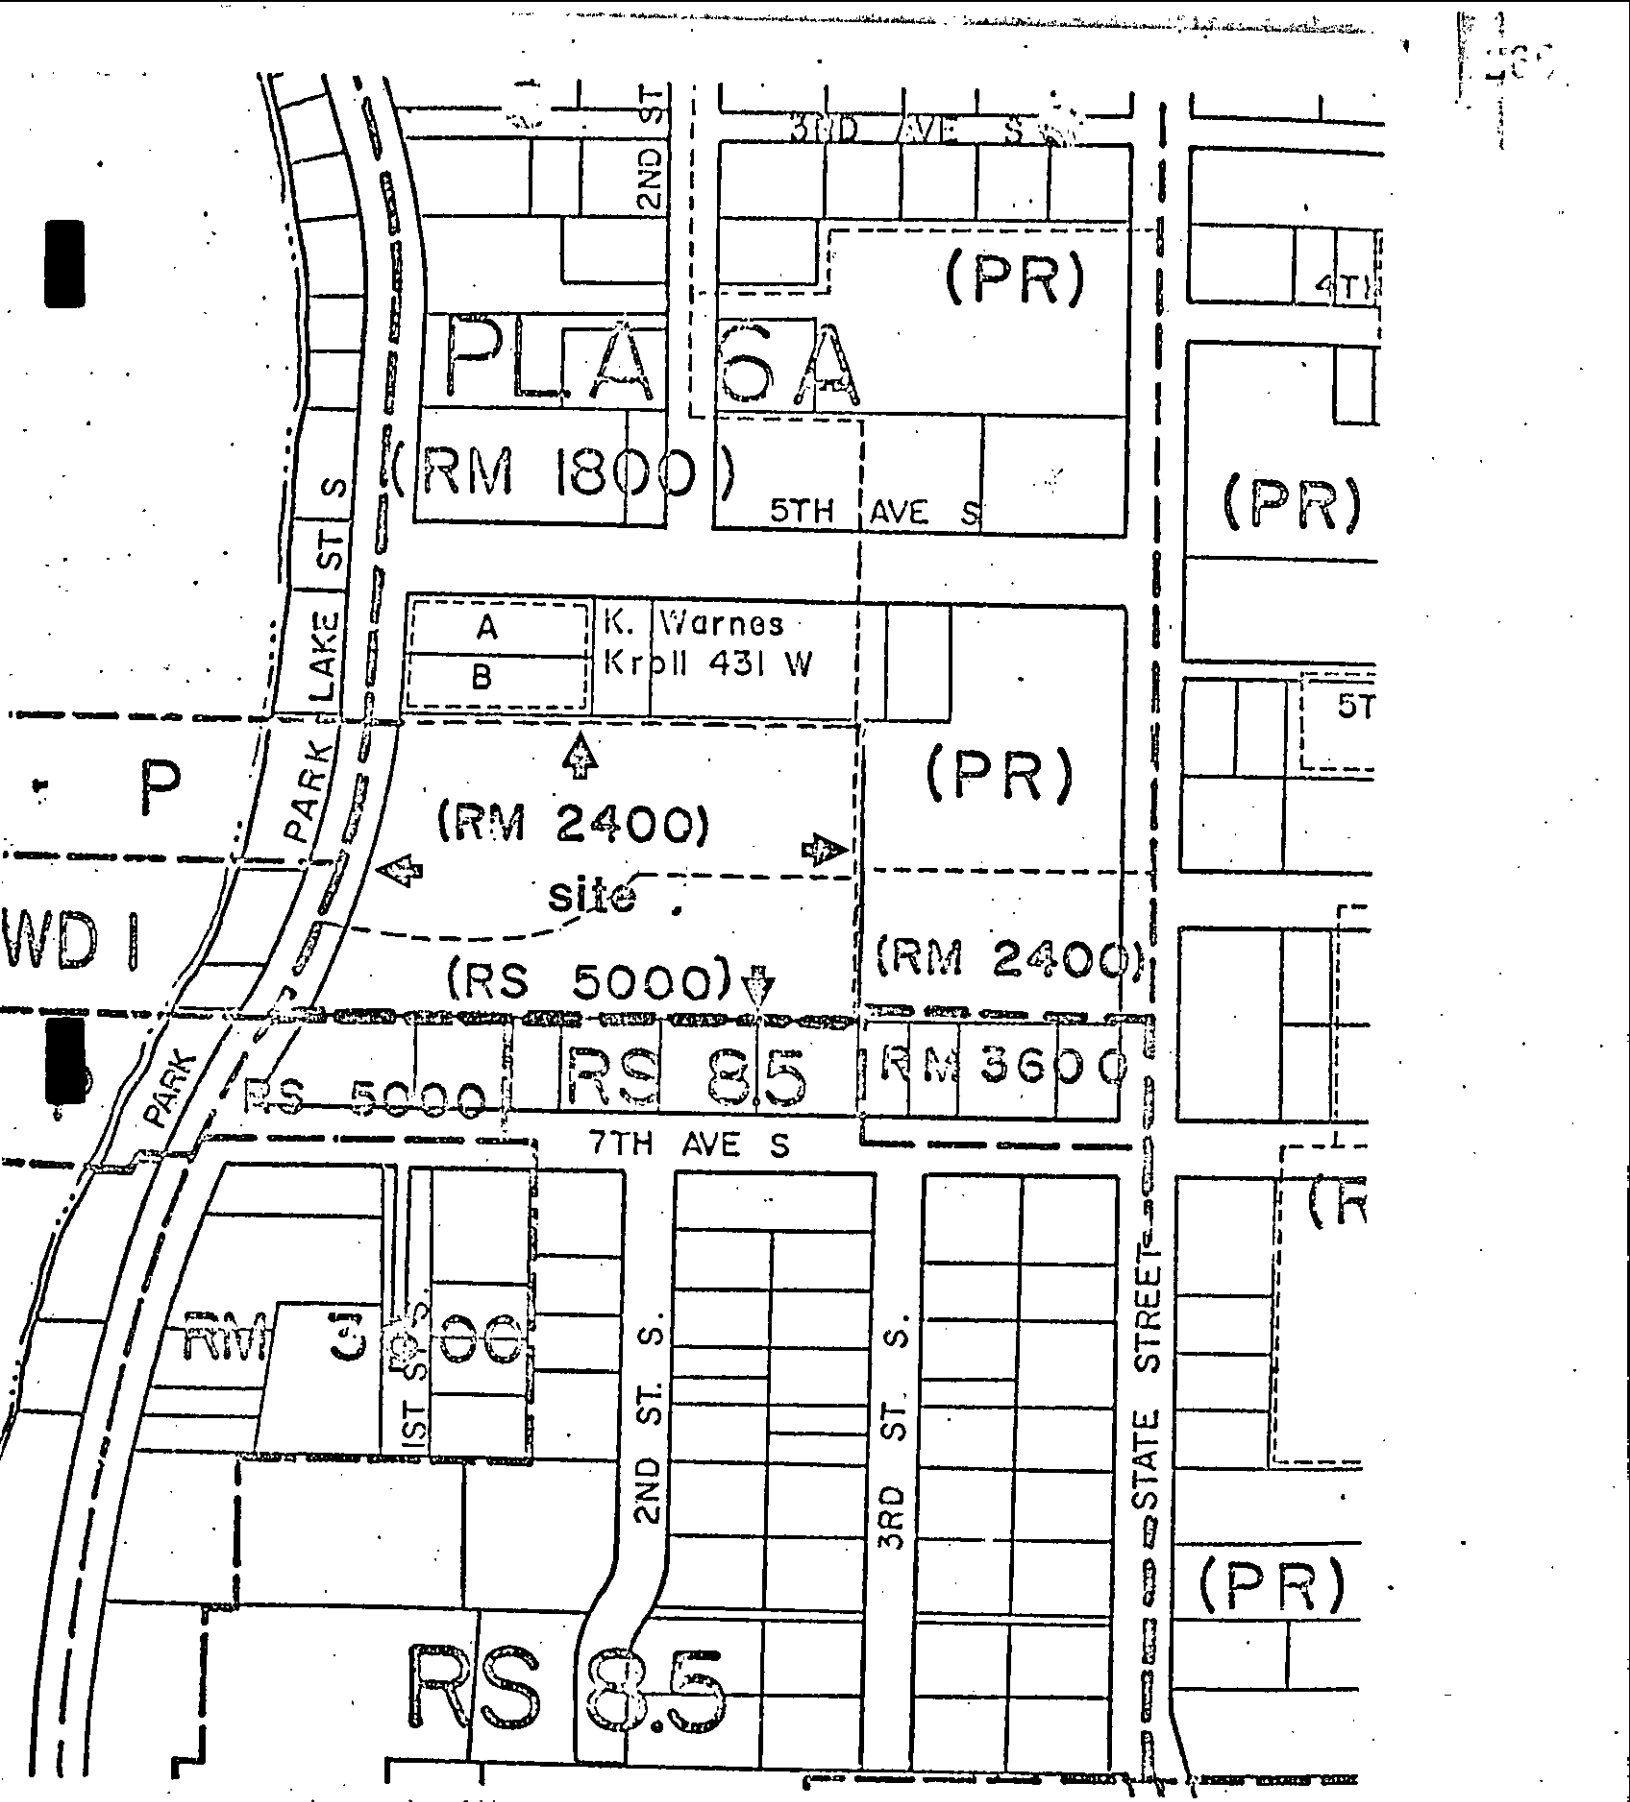 2ND ST
3ND AVE S
(PR)
4TH
PLA 6A
(RM 1800)
5TH AVE S
(PR)
LAKE ST S
A
K. Warnes
B
Kroll 431 W
5T
PARK
P
(PR)
(RM 2400)
site
WD I
(RS 5000)
(RM 2400)
PARK
RS 5000
RS 8.5
RM 3600
7TH AVE S
(R
RM 3600
1ST ST. S.
2ND ST. S.
3RD ST. S.
STATE STREET
(PR)
RS 8.5